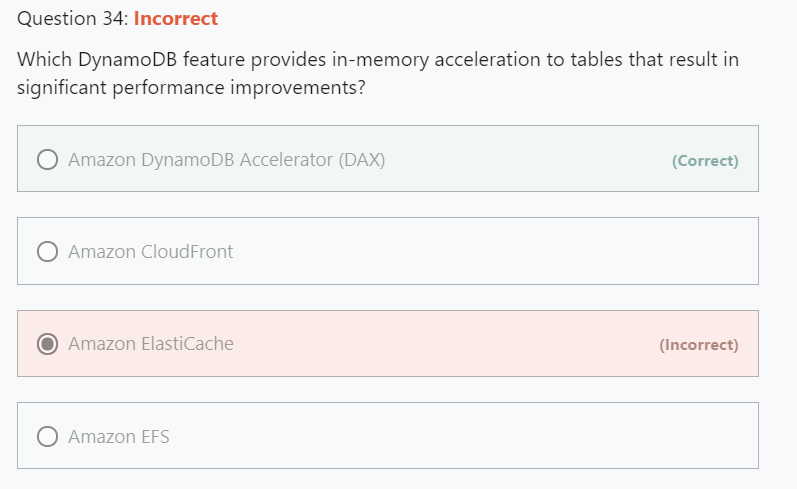 Question 34: Incorrect
Which DynamoDB feature provides in-memory acceleration to tables that result in
significant performance improvements?
Amazon DynamoDB Accelerator (DAX) (Correct)
Amazon CloudFront
Amazon ElastiCache (Incorrect)
Amazon EFS